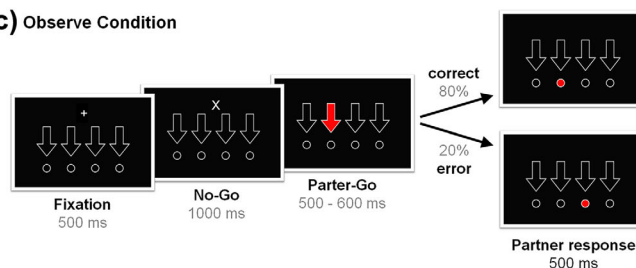 c) Observe Condition
+
Fixation
500 ms
X
No-Go
1000 ms
Parter-Go
500 - 600 ms
correct
80%
20%
error
Partner response
500 ms